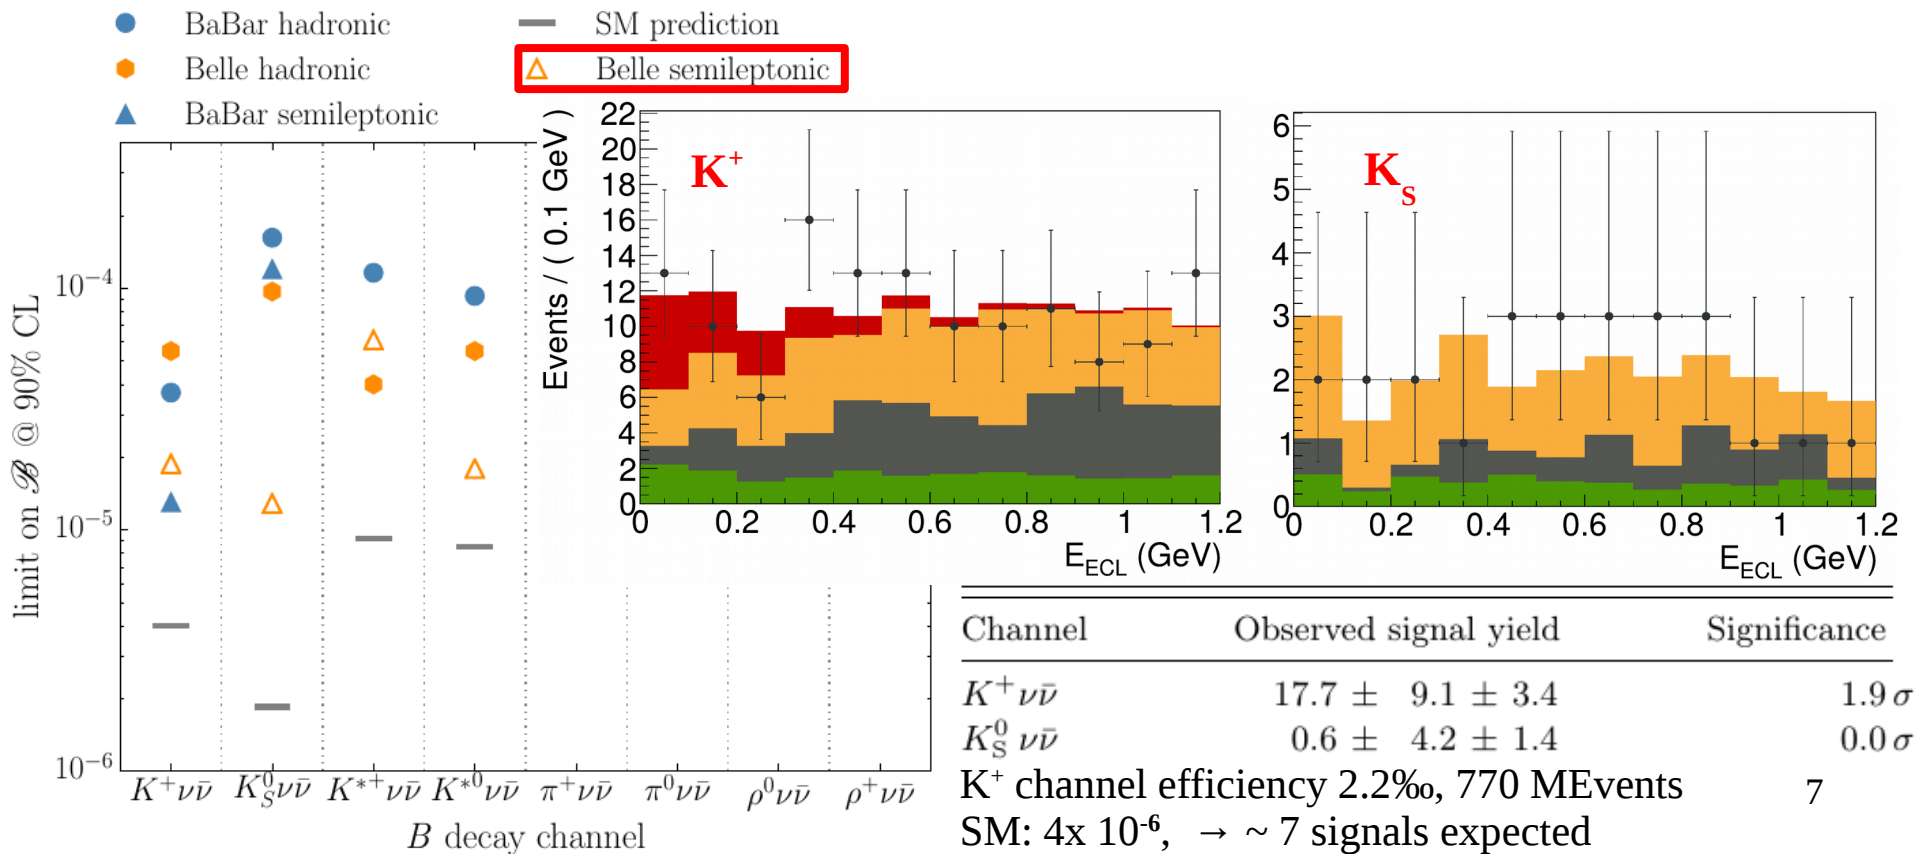 BaBar hadronic
Belle hadronic
BaBar semileptonic
SM prediction
Belle semileptonic
limit on ℬ @ 90% CL
10⁻⁴
10⁻⁵
10⁻⁶
K⁺νν̄ K⁰_S νν̄ K*⁺νν̄ K*⁰νν̄ π⁺νν̄ π⁰νν̄ ρ⁰νν̄ ρ⁺νν̄
B decay channel
K⁺
Events / ( 0.1 GeV )
22
20
18
16
14
12
10
8
6
4
2
0
0 0.2 0.4 0.6 0.8 1 1.2
E_ECL (GeV)
K_S
6
5
4
3
2
1
0
0 0.2 0.4 0.6 0.8 1 1.2
E_ECL (GeV)
Channel Observed signal yield Significance
K⁺νν̄ 17.7 ± 9.1 ± 3.4 1.9 σ
K⁰_S νν̄ 0.6 ± 4.2 ± 1.4 0.0 σ
K⁺ channel efficiency 2.2‰, 770 MEvents
SM: 4x 10⁻⁶, → ~ 7 signals expected
7